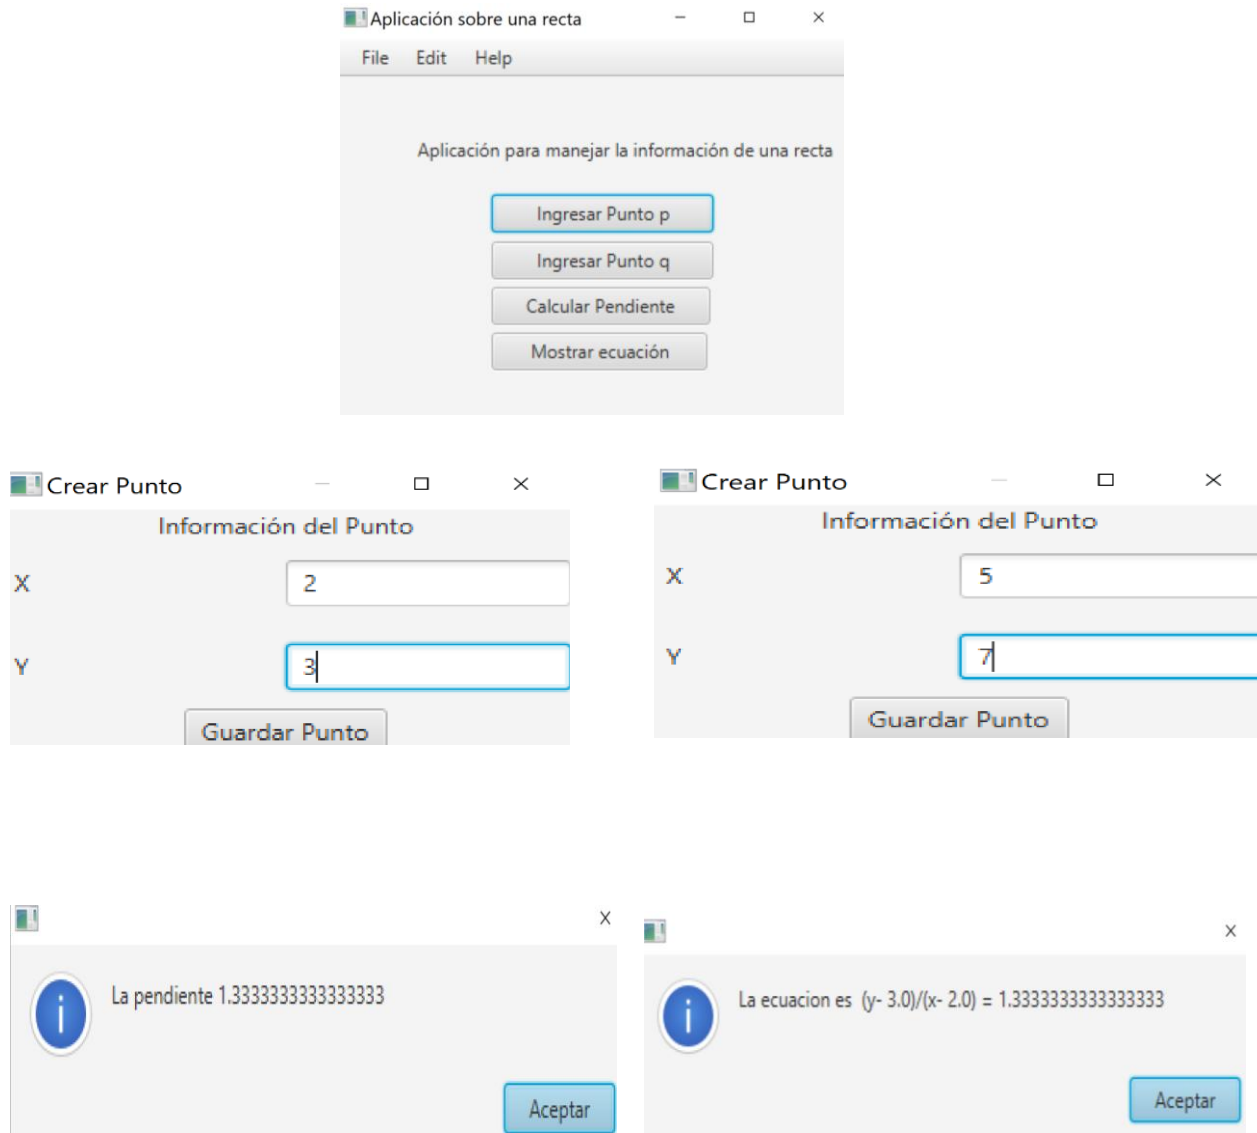 Aplicación sobre una recta
File Edit Help
Aplicación para manejar la información de una recta
Ingresar Punto p
Ingresar Punto q
Calcular Pendiente
Mostrar ecuación
Crear Punto
Información del Punto
X 2
Y 3
Guardar Punto
Crear Punto
Información del Punto
X 5
Y 7
Guardar Punto
La pendiente 1.3333333333333333
Aceptar
La ecuacion es (y- 3.0)/(x- 2.0) = 1.3333333333333333
Aceptar